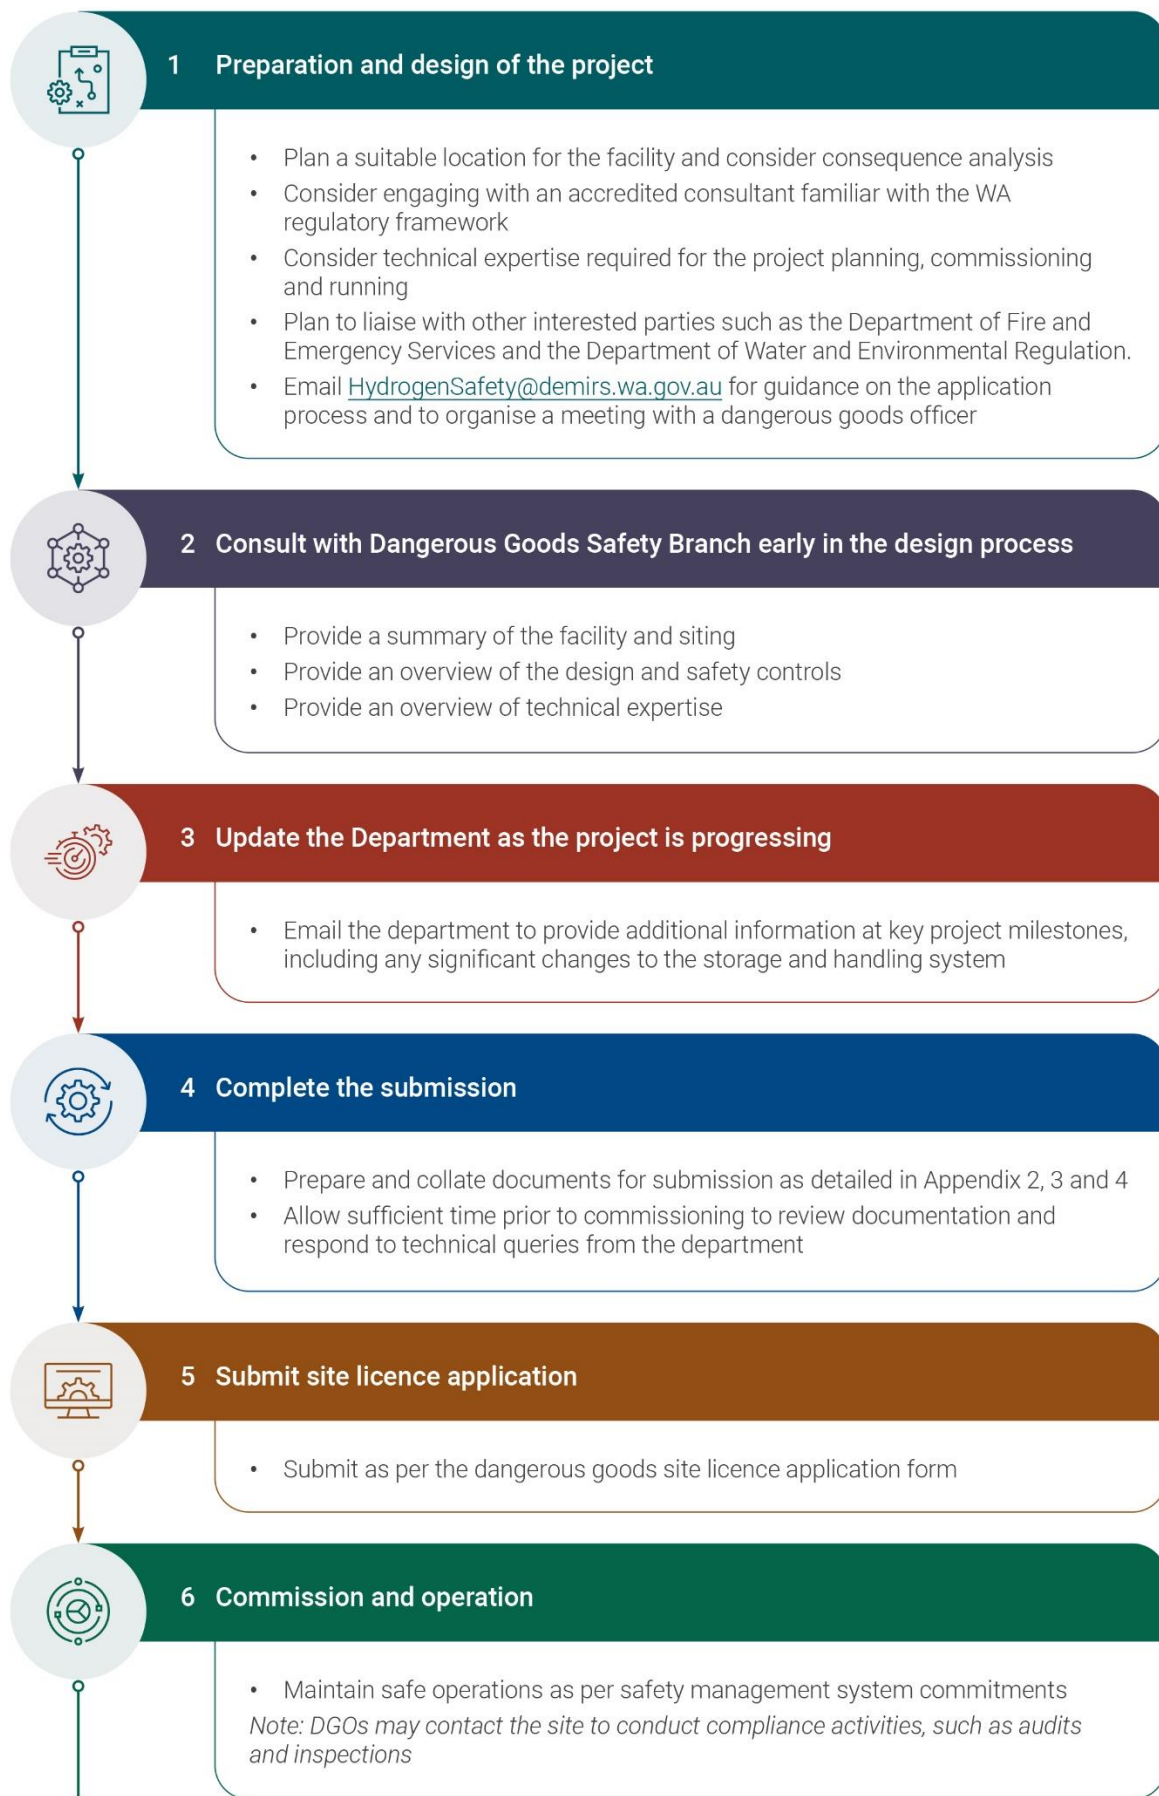 1 Preparation and design of the project
• Plan a suitable location for the facility and consider consequence analysis
• Consider engaging with an accredited consultant familiar with the WA
regulatory framework
• Consider technical expertise required for the project planning, commissioning
and running
• Plan to liaise with other interested parties such as the Department of Fire and
Emergency Services and the Department of Water and Environmental Regulation.
• Email HydrogenSafety@demirs.wa.gov.au for guidance on the application
process and to organise a meeting with a dangerous goods officer
2 Consult with Dangerous Goods Safety Branch early in the design process
• Provide a summary of the facility and siting
• Provide an overview of the design and safety controls
• Provide an overview of technical expertise
3 Update the Department as the project is progressing
• Email the department to provide additional information at key project milestones,
including any significant changes to the storage and handling system
4 Complete the submission
• Prepare and collate documents for submission as detailed in Appendix 2, 3 and 4
• Allow sufficient time prior to commissioning to review documentation and
respond to technical queries from the department
5 Submit site licence application
• Submit as per the dangerous goods site licence application form
6 Commission and operation
• Maintain safe operations as per safety management system commitments
Note: DGOs may contact the site to conduct compliance activities, such as audits
and inspections